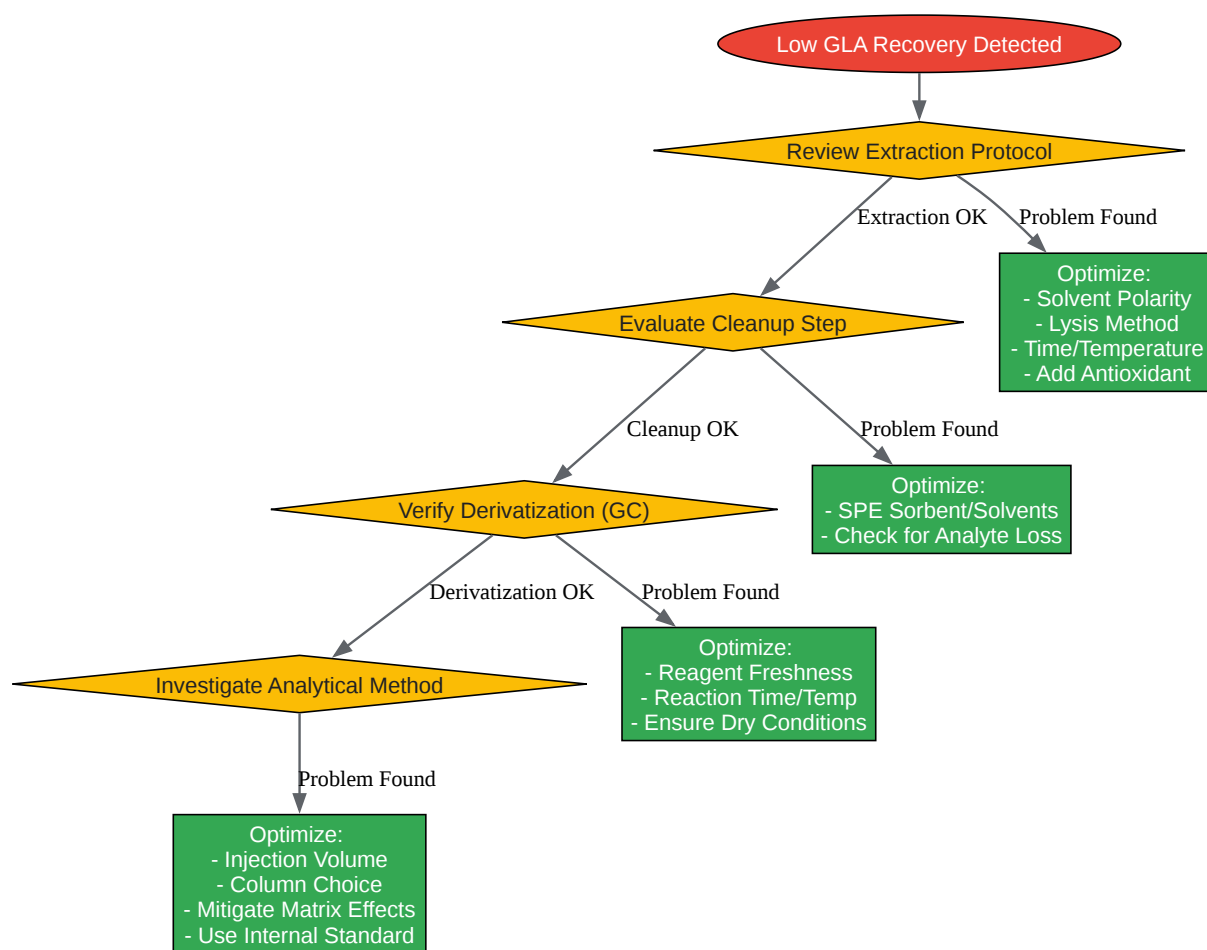 Low GLA Recovery Detected
Review Extraction Protocol
Extraction OK
Problem Found
Optimize:
- Solvent Polarity
- Lysis Method
- Time/Temperature
- Add Antioxidant
Evaluate Cleanup Step
Cleanup OK
Problem Found
Optimize:
- SPE Sorbent/Solvents
- Check for Analyte Loss
Verify Derivatization (GC)
Derivatization OK
Problem Found
Optimize:
- Reagent Freshness
- Reaction Time/Temp
- Ensure Dry Conditions
Investigate Analytical Method
Problem Found
Optimize:
- Injection Volume
- Column Choice
- Mitigate Matrix Effects
- Use Internal Standard